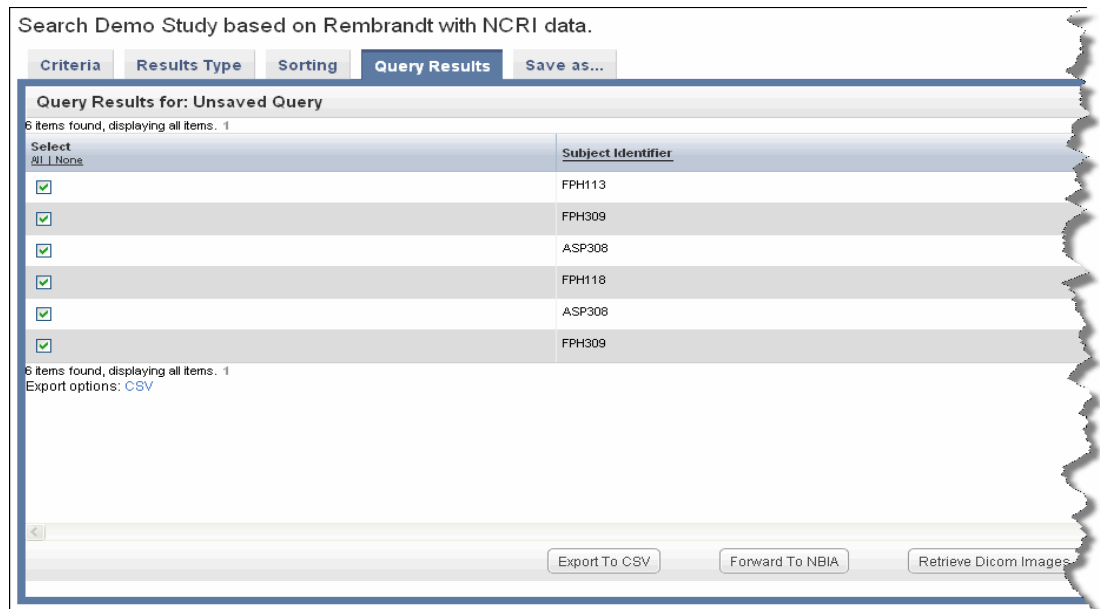 Search Demo Study based on Rembrandt with NCRI data.
Criteria Results Type Sorting Query Results Save as...
Query Results for: Unsaved Query
6 items found, displaying all items. 1
Select
All | None
Subject Identifier
FPH113
FPH309
ASP308
FPH118
ASP308
FPH309
6 items found, displaying all items. 1
Export options: CSV
Export To CSV Forward To NBIA Retrieve Dicom Images